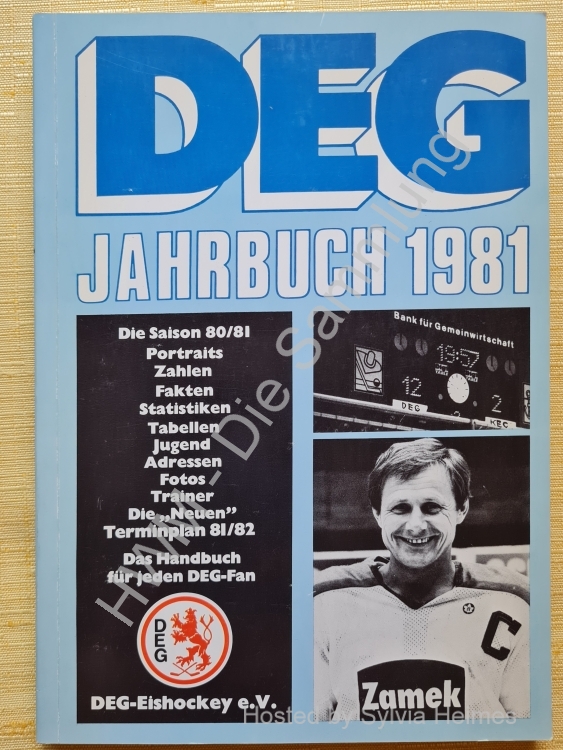 DEG
JAHRBUCH 1981
Die Saison 80/81
Portraits
Zahlen
Fakten
Statistiken
Tabellen
Jugend
Adressen
Fotos
Trainer
Die „Neuen”
Terminplan 81/82
Das Handbuch
für jeden DEG-Fan
DEG
DEG-Eishockey e.V.
Bank für Gemeinwirtschaft
19:57
12
2
DEG
KEC
C
Zamek
Die Sammlung
Hosted by Sylvia Helmes